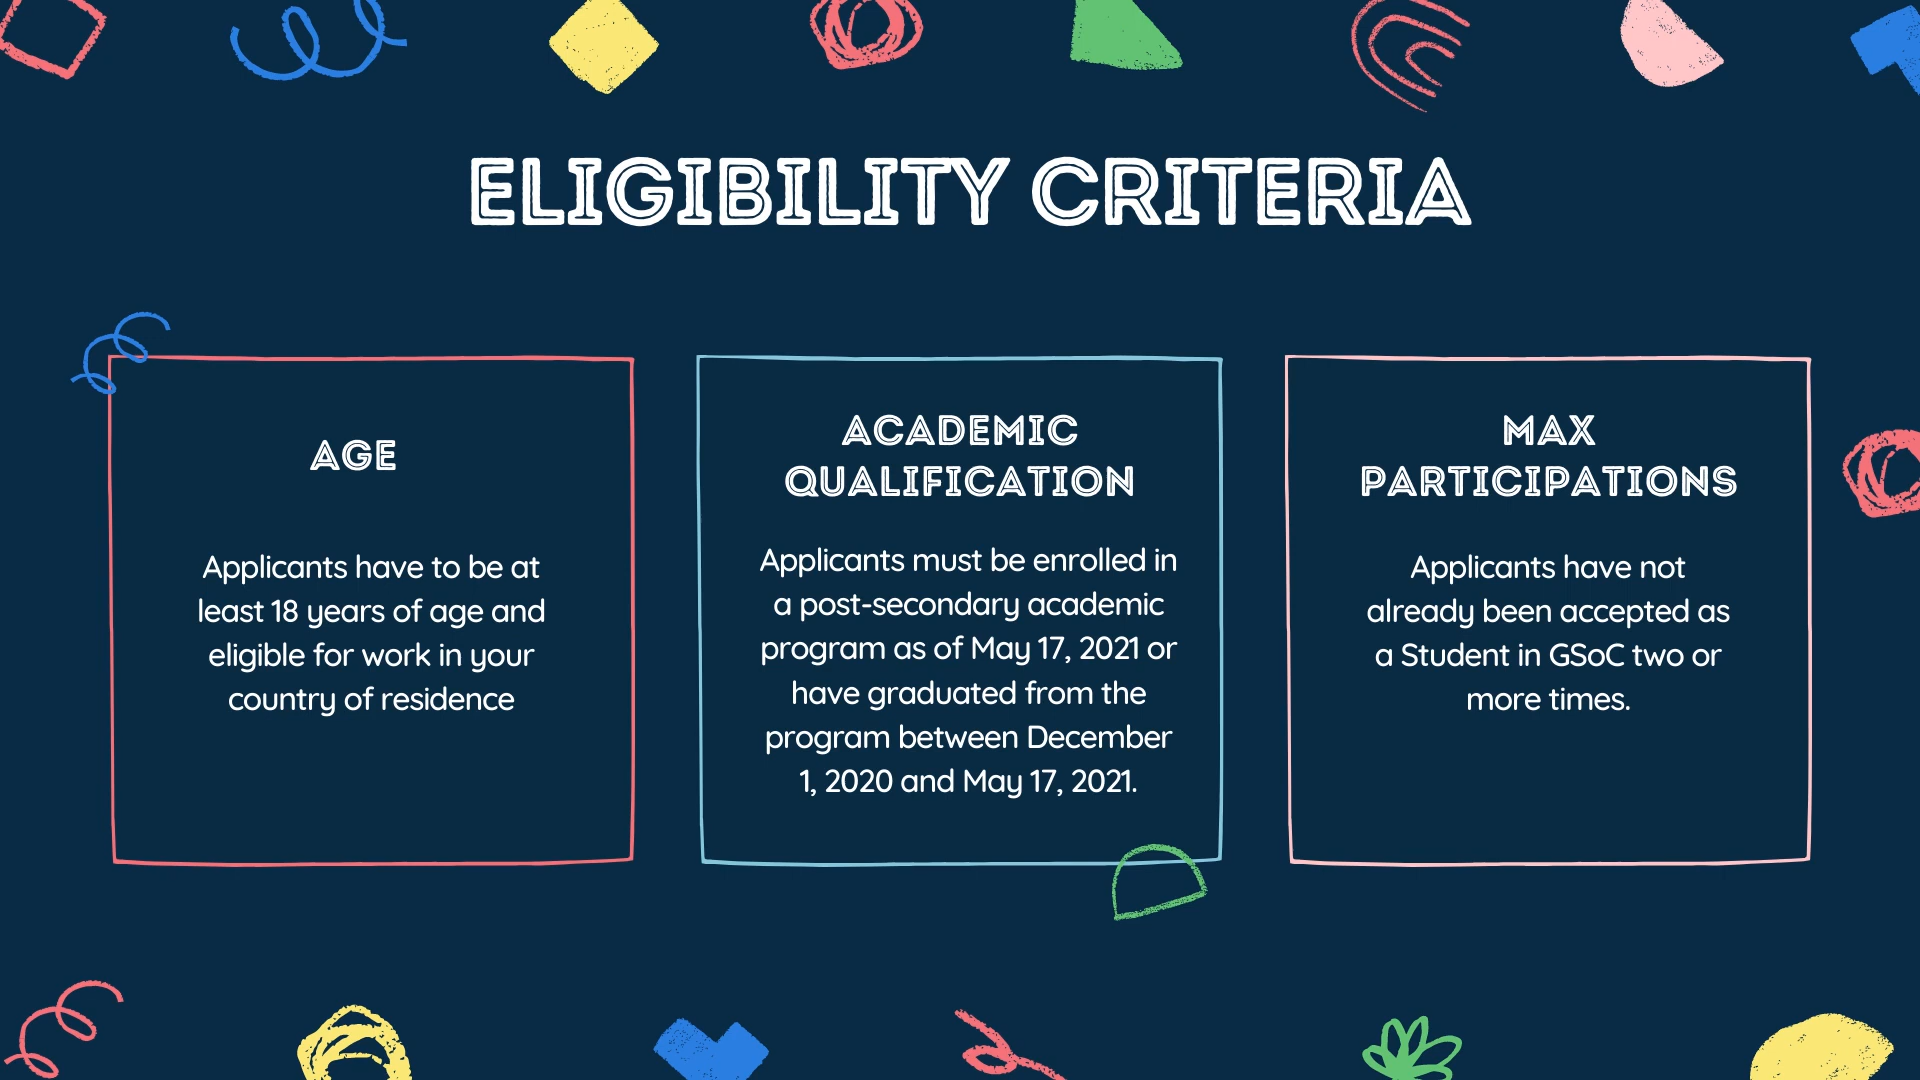 ELIGIBILITY CRITERIA
AGE
Applicants have to be at
least 18 years of age and
eligible for work in your
country of residence
ACADEMIC
QUALIFICATION
Applicants must be enrolled in
a post-secondary academic
program as of May 17, 2021 or
have graduated from the
program between December
1, 2020 and May 17, 2021.
MAX
PARTICIPATIONS
Applicants have not
already been accepted as
a Student in GSoC two or
more times.